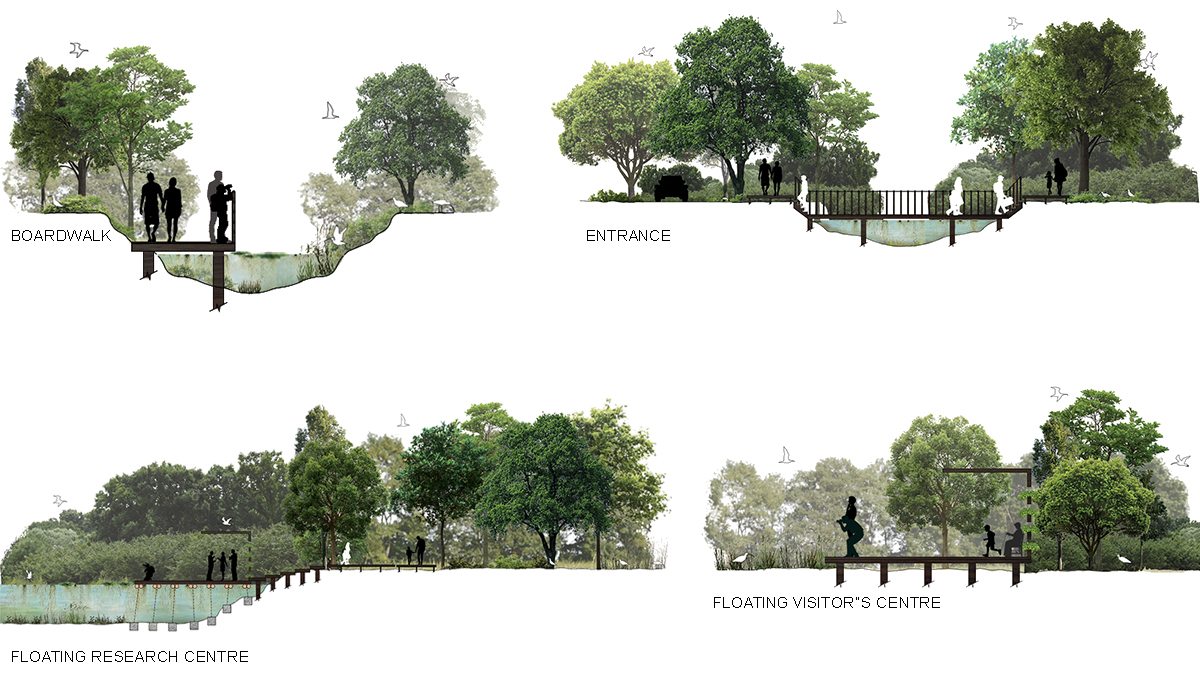 BOARDWALK
ENTRANCE
FLOATING RESEARCH CENTRE
FLOATING VISITOR"S CENTRE